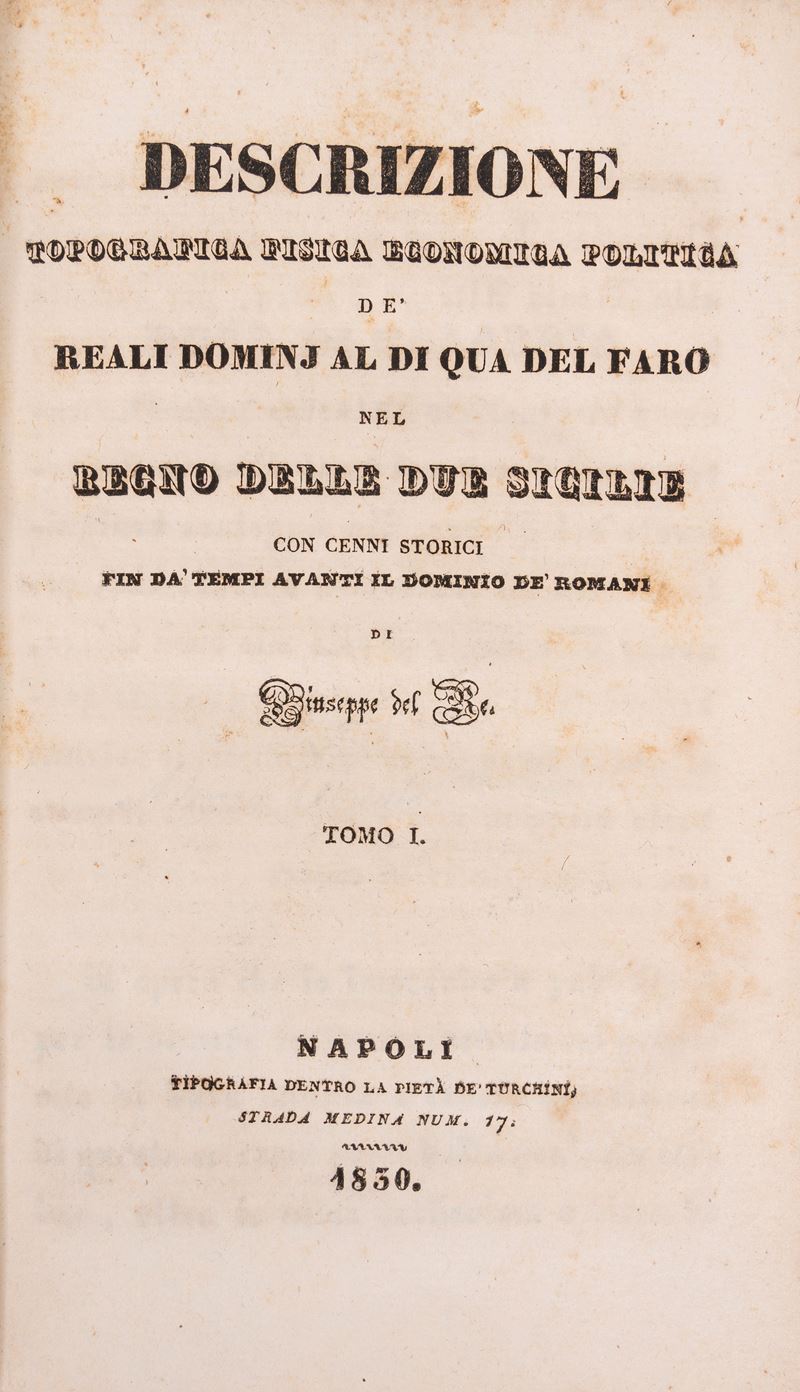 DESCRIZIONE
TOPOGRAFICA FISICA ECONOMICA POLITICA
DE'
REALI DOMINJ AL DI QUA DEL FARO
NEL
REGNO DELLE DUE SICILIE
CON CENNI STORICI
FIN DA' TEMPI AVANTI IL DOMINIO DE' ROMANI
DI
Giuseppe del Re.
TOMO I.
NAPOLI
TIPOGRAFIA DENTRO LA PIETÀ DE' TURCHINI,
STRADA MEDINA NUM. 17.
1830.